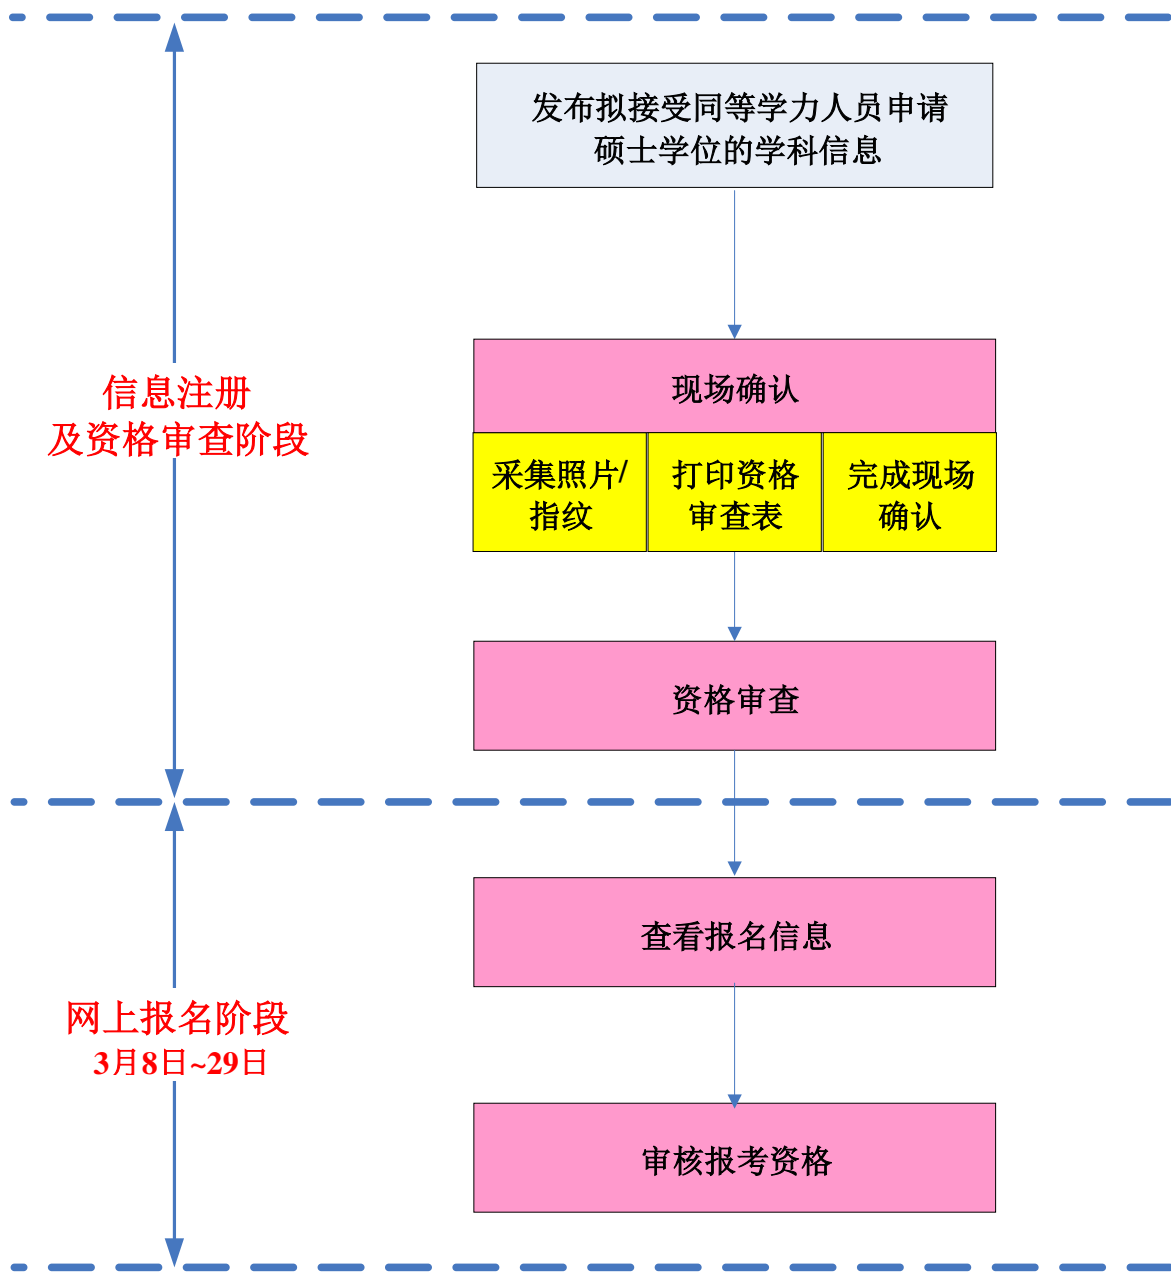 发布拟接受同等学力人员申请
硕士学位的学科信息
信息注册
及资格审查阶段
现场确认
采集照片/
指纹
打印资格
审查表
完成现场
确认
资格审查
查看报名信息
网上报名阶段
3月8日~29日
审核报考资格